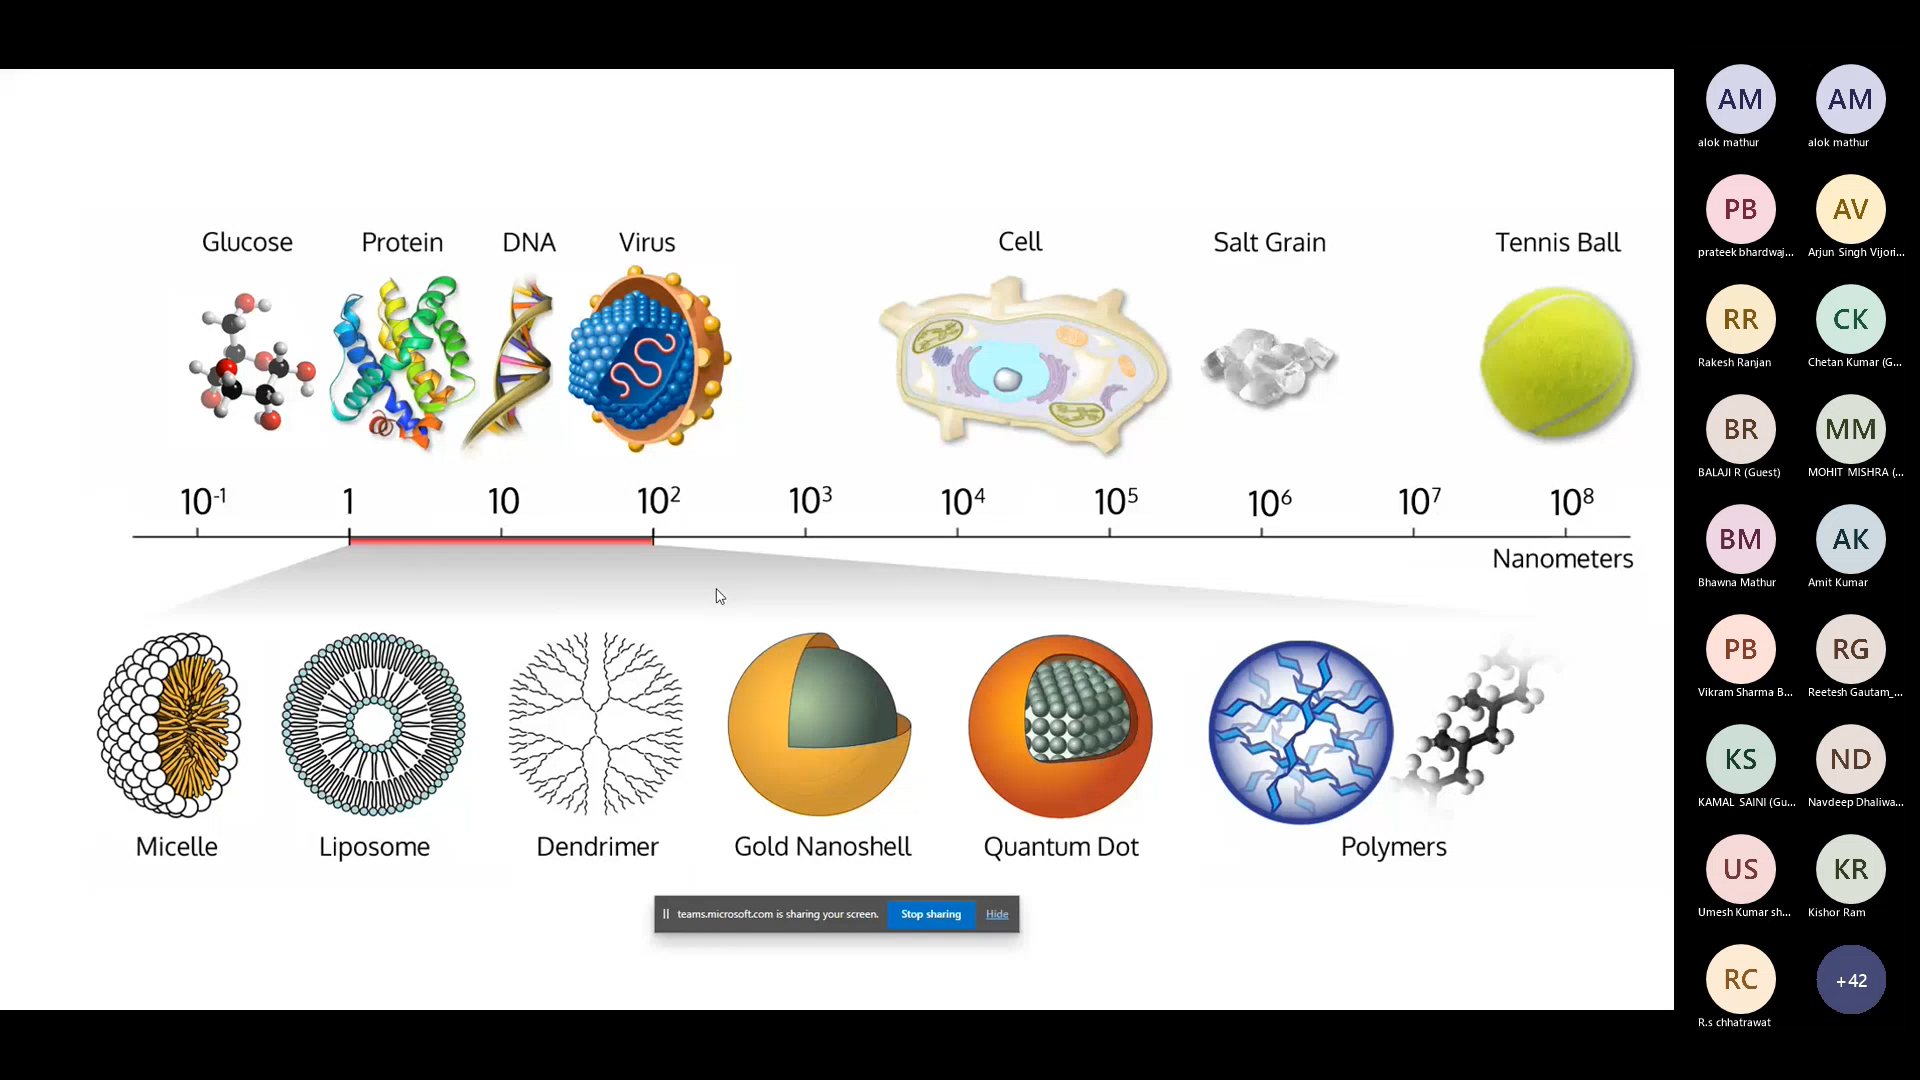 Glucose Protein DNA Virus Cell Salt Grain Tennis Ball
10-1 1 10 10² 10³ 10⁴ 10⁵ 10⁶ 10⁷ 10⁸
Nanometers
Micelle Liposome Dendrimer Gold Nanoshell Quantum Dot Polymers
teams.microsoft.com is sharing your screen. Stop sharing Hide
AM AM
alok mathur alok mathur
PB AV
prateek bhardwaj... Arjun Singh Vijori...
RR CK
Rakesh Ranjan Chetan Kumar (G...
BR MM
BALAJI R (Guest) MOHIT MISHRA (...
BM AK
Bhawna Mathur Amit Kumar
PB RG
Vikram Sharma B... Reetesh Gautam_...
KS ND
KAMAL SAINI (Gu... Navdeep Dhaliwa...
US KR
Umesh Kumar sh... Kishor Ram
RC +42
R.s chhatrawat